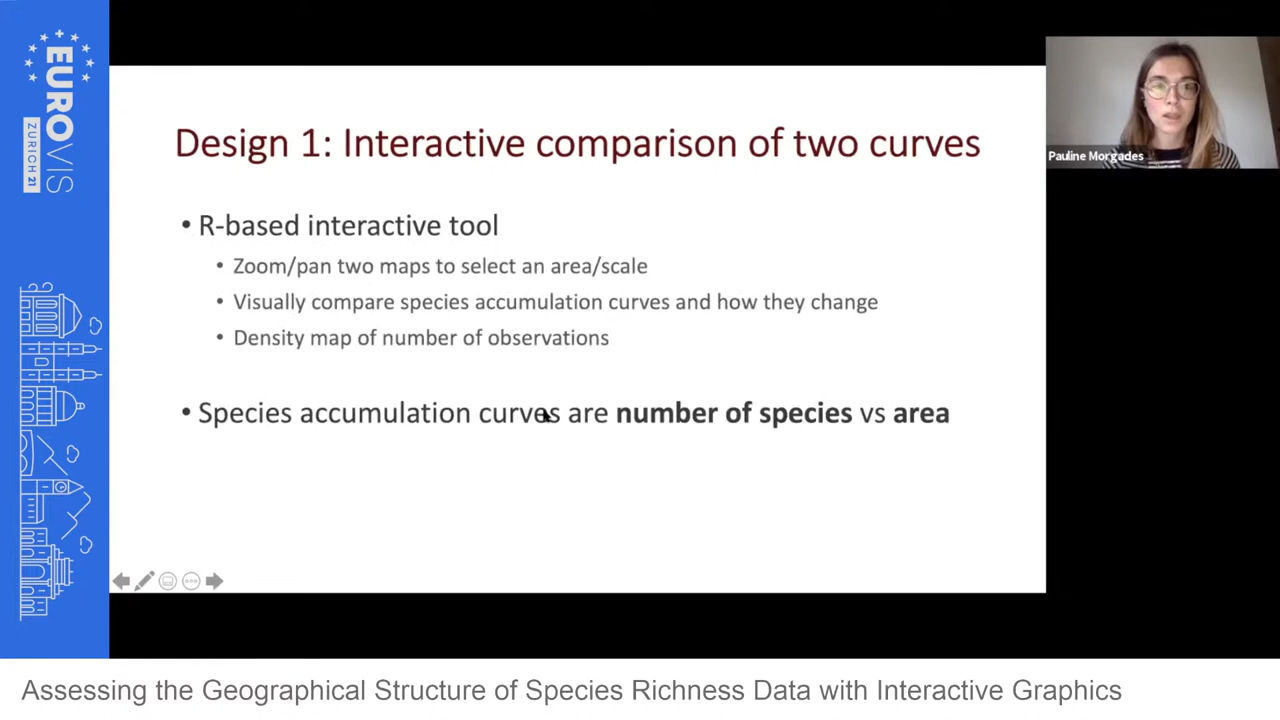 EUROVIS
ZURICH 21
Design 1: Interactive comparison of two curves
• R-based interactive tool
• Zoom/pan two maps to select an area/scale
• Visually compare species accumulation curves and how they change
• Density map of number of observations
• Species accumulation curves are number of species vs area
Pauline Morgades
Assessing the Geographical Structure of Species Richness Data with Interactive Graphics